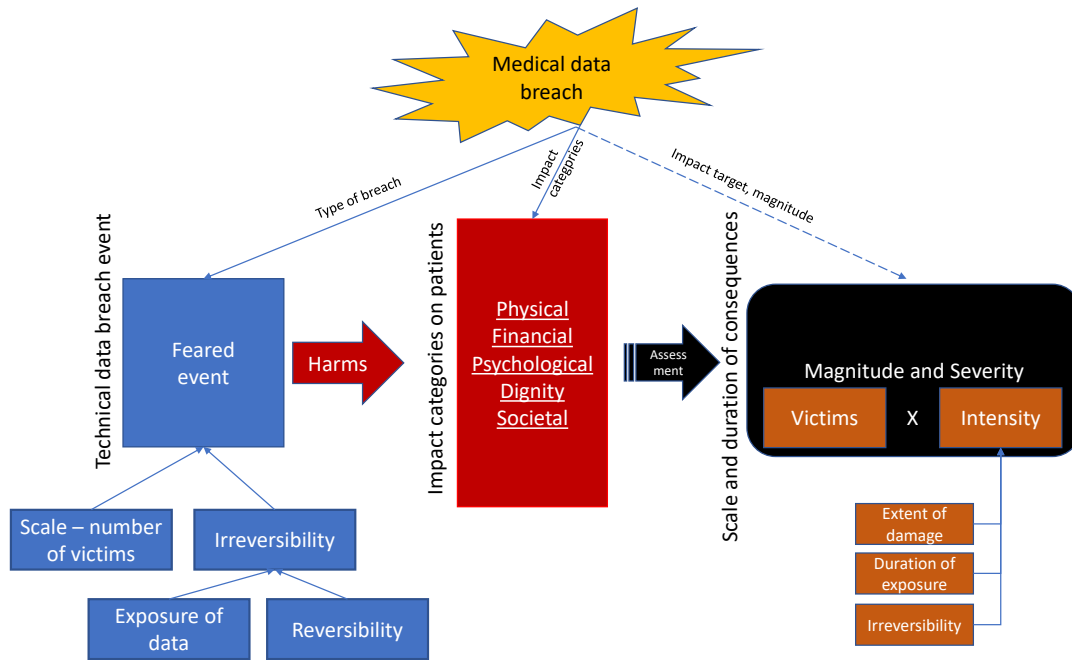 Medical data
breach
Type of breach
Impact
categpries
Impact target, magnitude
Technical data breach event
Feared
event
Harms
Impact categories on patients
Physical
Financial
Psychological
Dignity
Societal
Assess
ment
Scale and duration of consequences
Magnitude and Severity
Victims
X
Intensity
Scale – number
of victims
Irreversibility
Exposure of
data
Reversibility
Extent of
damage
Duration of
exposure
Irreversibility